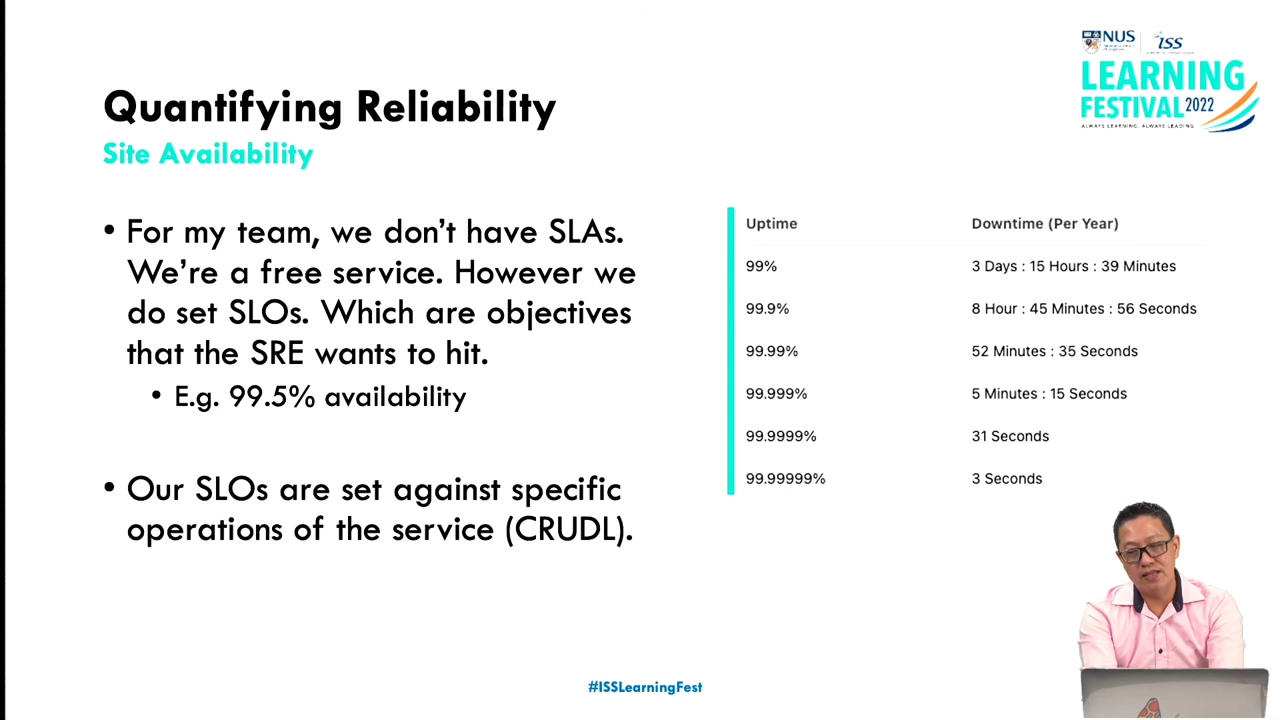 NUS
iss
LEARNING
FESTIVAL 2022
ALWAYS LEARNING, ALWAYS LEADING
Quantifying Reliability
Site Availability
• For my team, we don’t have SLAs.
We’re a free service. However we
do set SLOs. Which are objectives
that the SRE wants to hit.
• E.g. 99.5% availability
• Our SLOs are set against specific
operations of the service (CRUDL).
Uptime Downtime (Per Year)
99% 3 Days : 15 Hours : 39 Minutes
99.9% 8 Hour : 45 Minutes : 56 Seconds
99.99% 52 Minutes : 35 Seconds
99.999% 5 Minutes : 15 Seconds
99.9999% 31 Seconds
99.99999% 3 Seconds
#ISSLearningFest